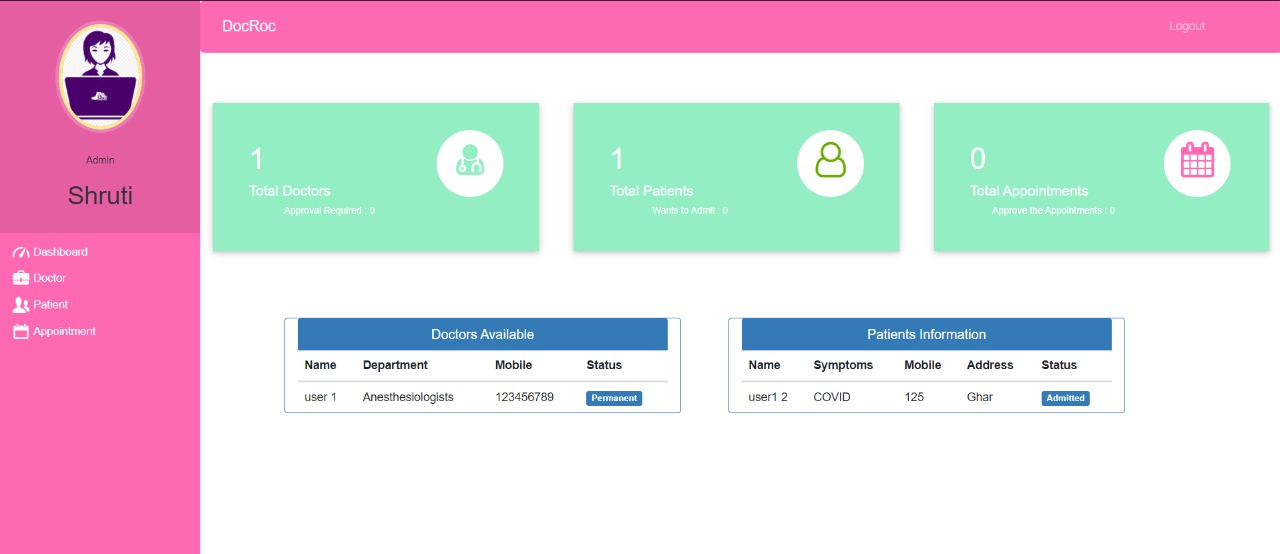 DocRoc
Logout
Admin
Shruti
Dashboard
Doctor
Patient
Appointment
1
Total Doctors
Approval Required : 0
1
Total Patients
Wants to Admit : 0
0
Total Appointments
Approve the Appointments : 0
Doctors Available
Name Department Mobile Status
user 1 Anesthesiologists 123456789 Permanent
Patients Information
Name Symptoms Mobile Address Status
user1 2 COVID 125 Ghar Admitted